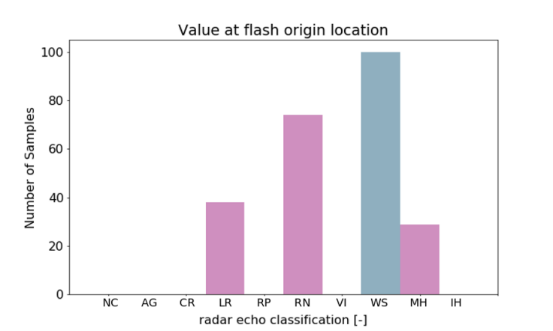 Value at flash origin location
Number of Samples
100
80
60
40
20
0
NC AG CR LR RP RN VI WS MH IH
radar echo classification [-]